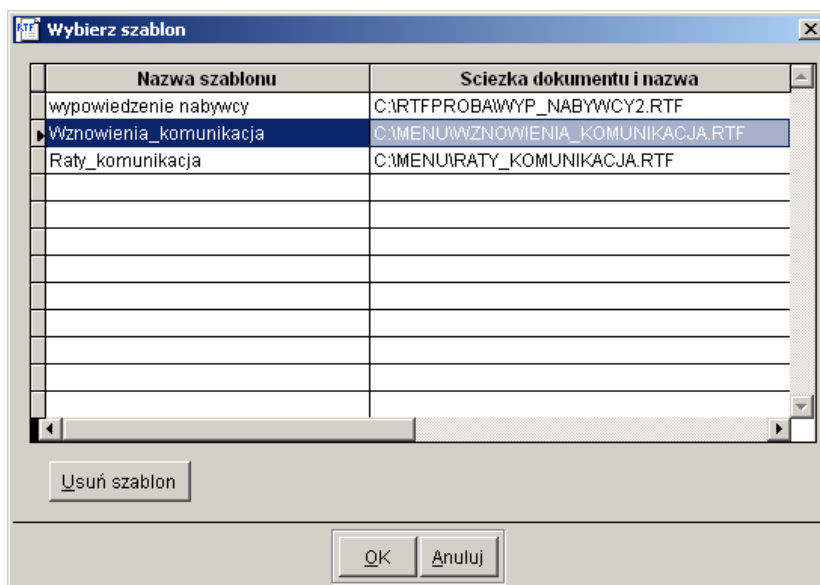 RTF Wybierz szablon
Nazwa szablonu Sciezka dokumentu i nazwa
wypowiedzenie nabywcy C:\RTFPROBA\WYP_NABYWCY2.RTF
Wznowienia_komunikacja C:\MENU\WZNOWIENIA_KOMUNIKACJA.RTF
Raty_komunikacja C:\MENU\RATY_KOMUNIKACJA.RTF
Usuń szablon
OK Anuluj